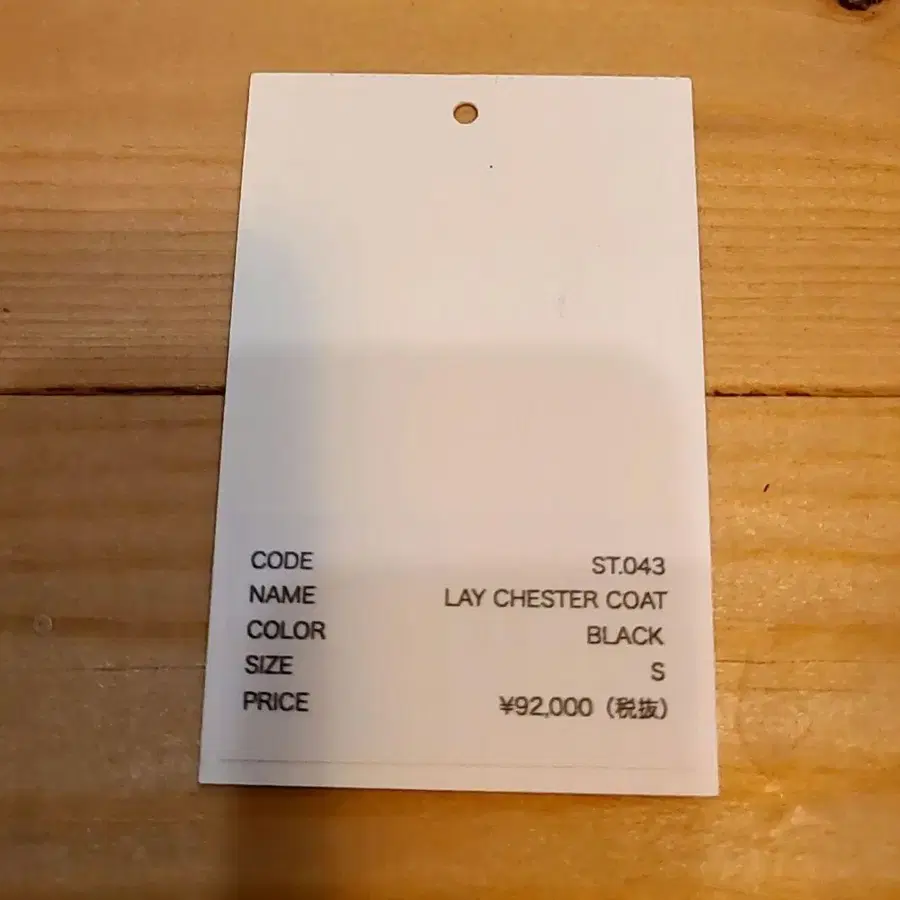 CODE ST.043
NAME LAY CHESTER COAT
COLOR BLACK
SIZE S
PRICE ¥92,000（税抜）